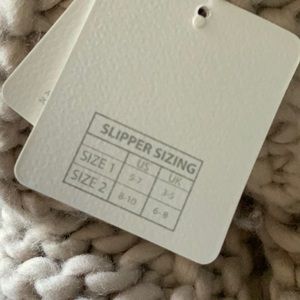 SLIPPER SIZING
US UK
SIZE 1 5-7 3-5
SIZE 2 8-10 6-8